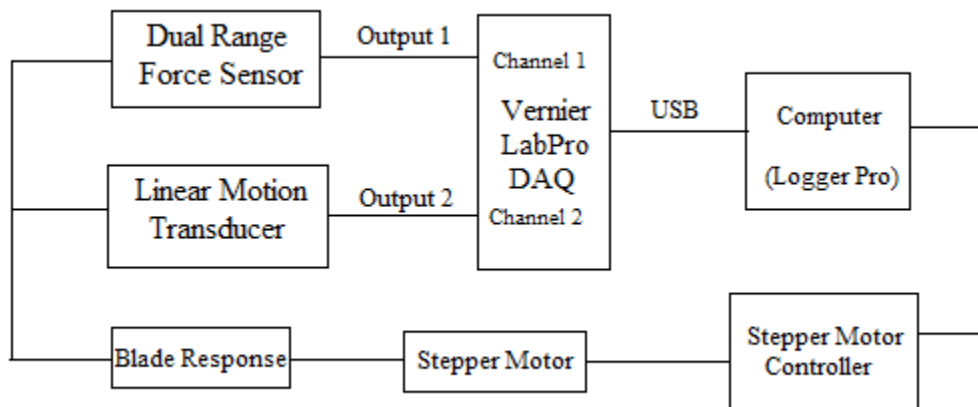 Dual Range
Force Sensor
Output 1
Channel 1
Vernier
LabPro
DAQ
Channel 2
USB
Computer
(Logger Pro)
Linear Motion
Transducer
Output 2
Blade Response
Stepper Motor
Stepper Motor
Controller